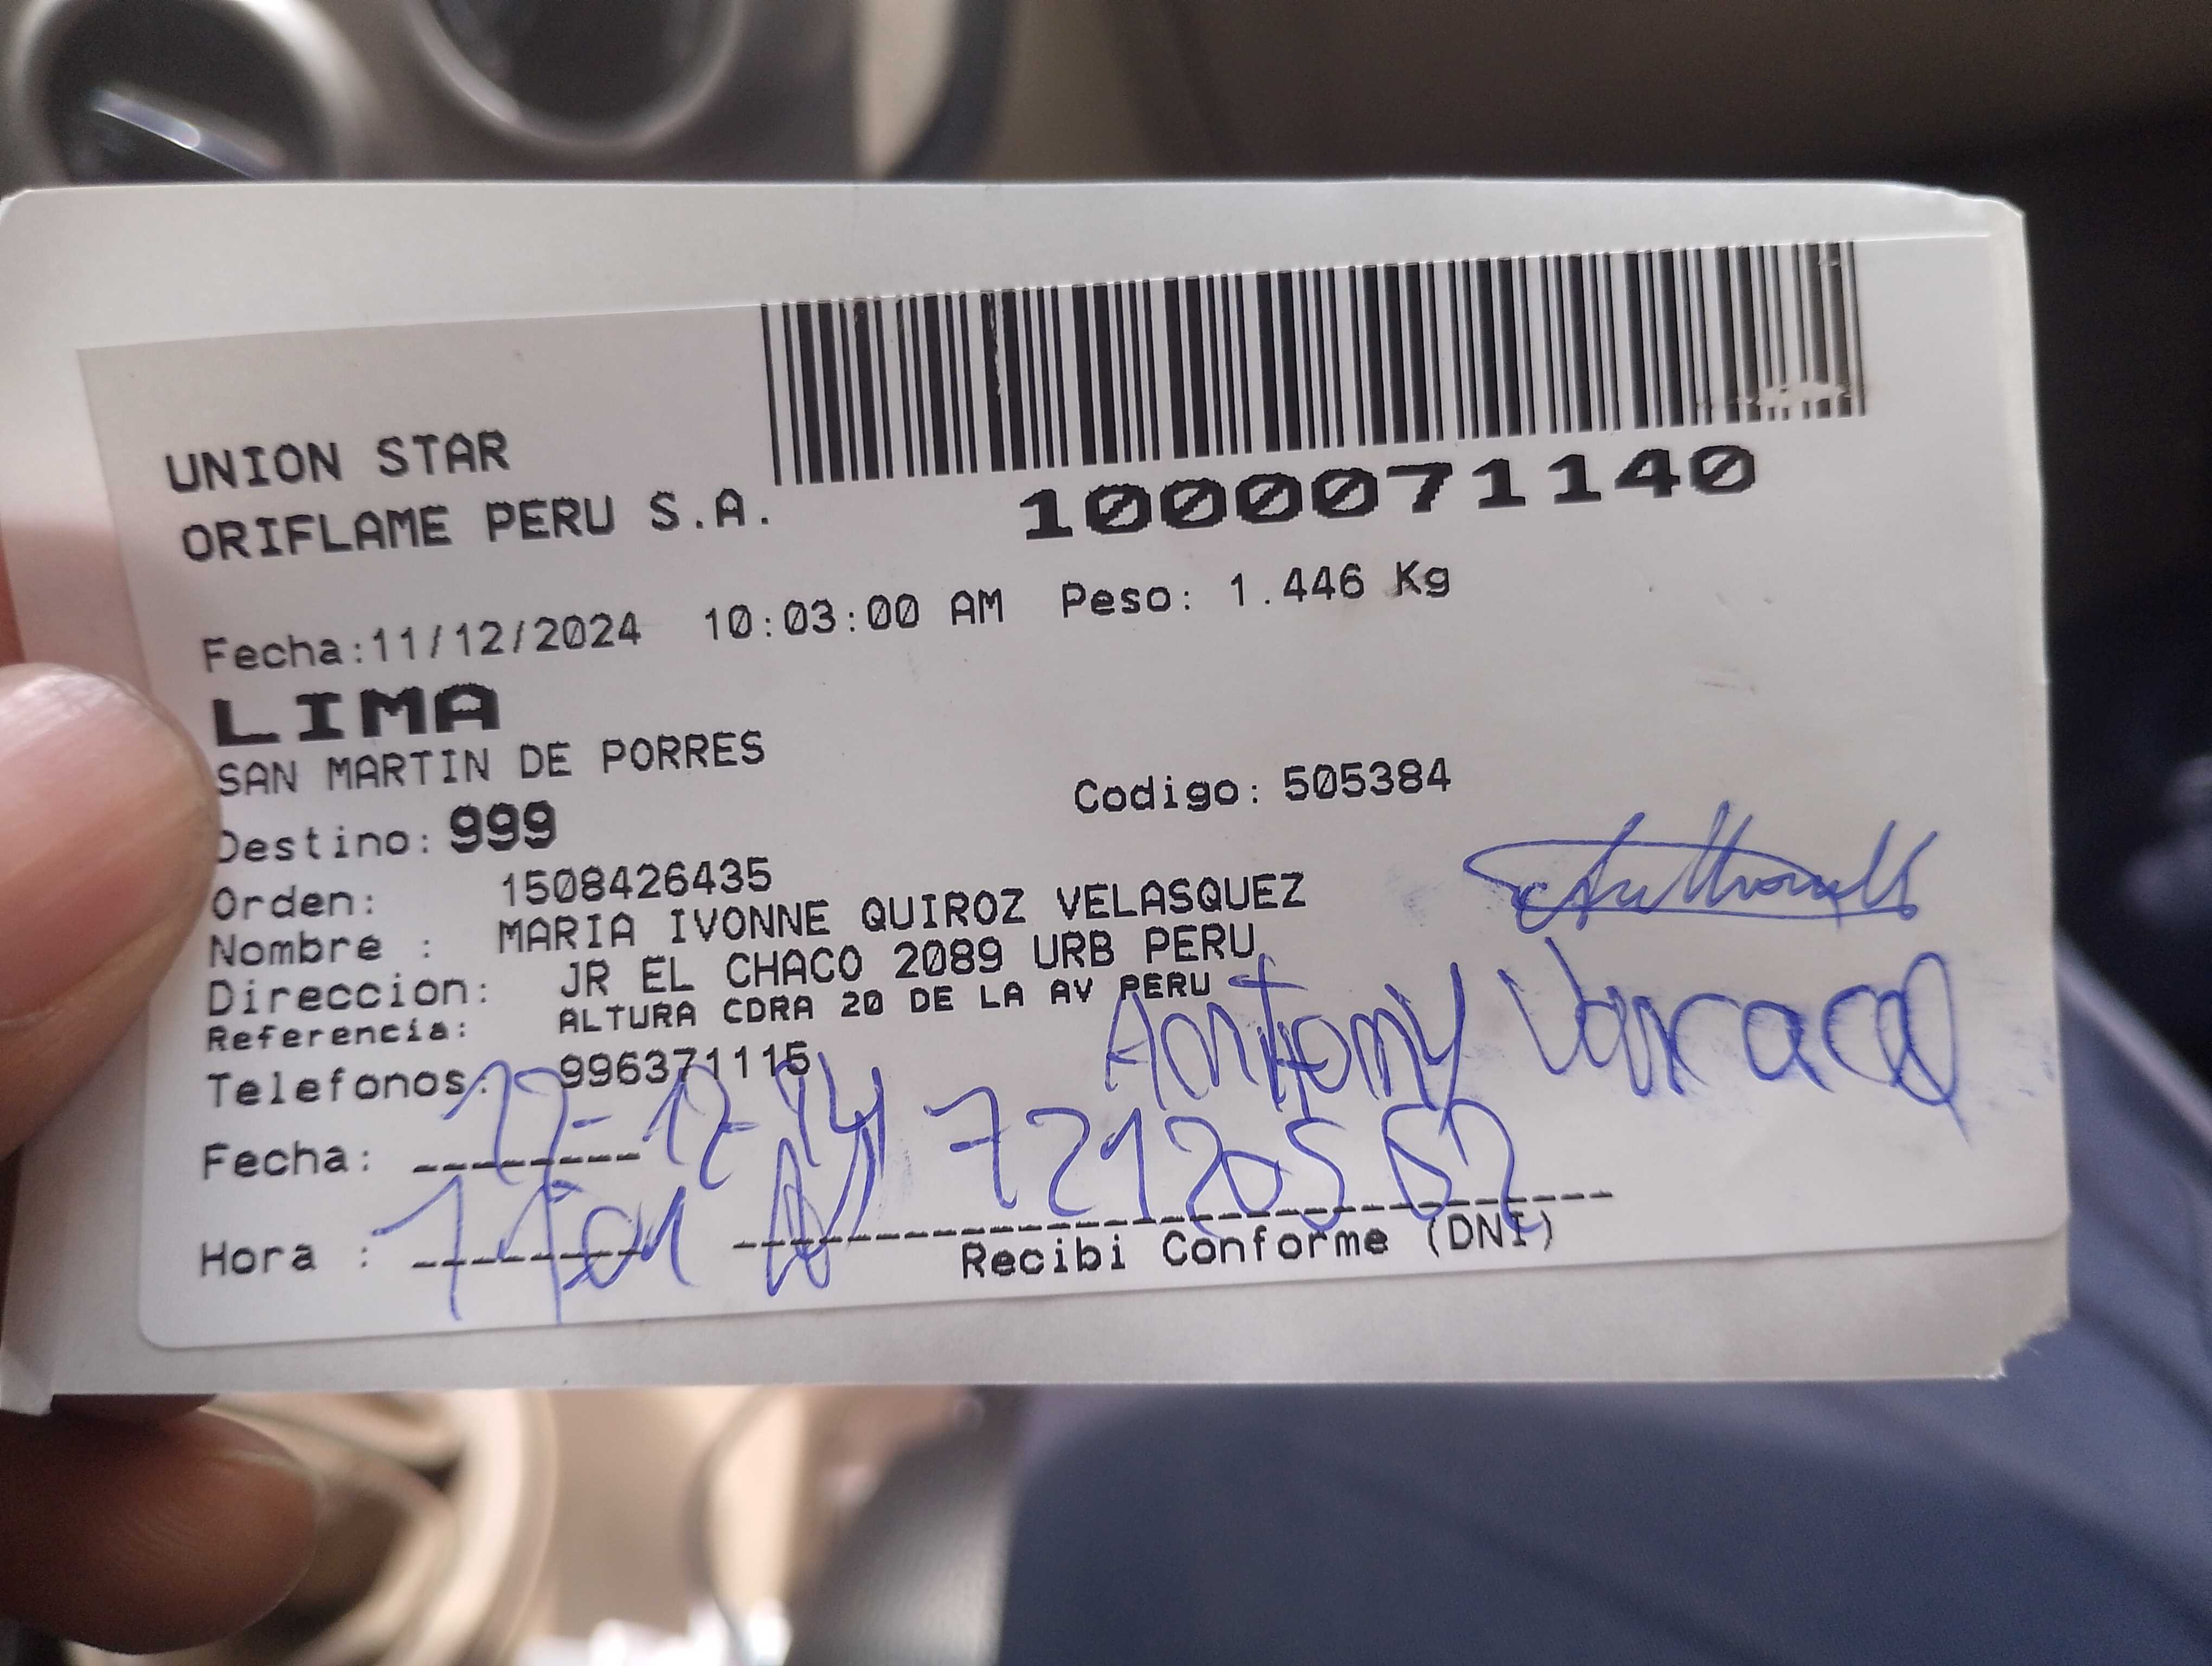 UNION STAR
ORIFLAME PERU S.A.
1000071140
Fecha:11/12/2024 10:03:00 AM Peso: 1.446 Kg
LIMA
SAN MARTIN DE PORRES
Destino: 999 Codigo: 505384
Orden: 1508426435
Nombre : MARIA IVONNE QUIROZ VELASQUEZ
Direccion: JR EL CHACO 2089 URB PERU
Referencia: ALTURA CDRA 20 DE LA AV PERU
Antony
Telefonos: 996371115
Fecha: 12-12-24 72120562
Hora :
Recibi Conforme (DNI)